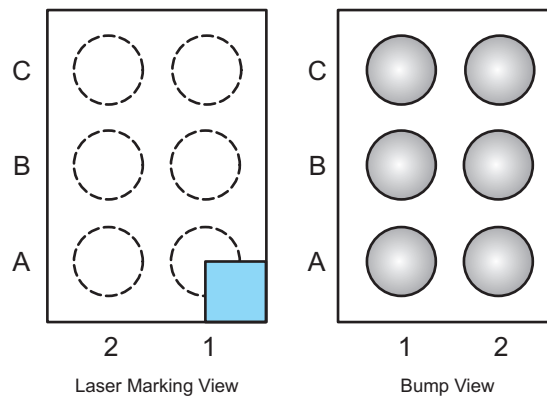 C C
B B
A A
2 1 1 2
Laser Marking View Bump View